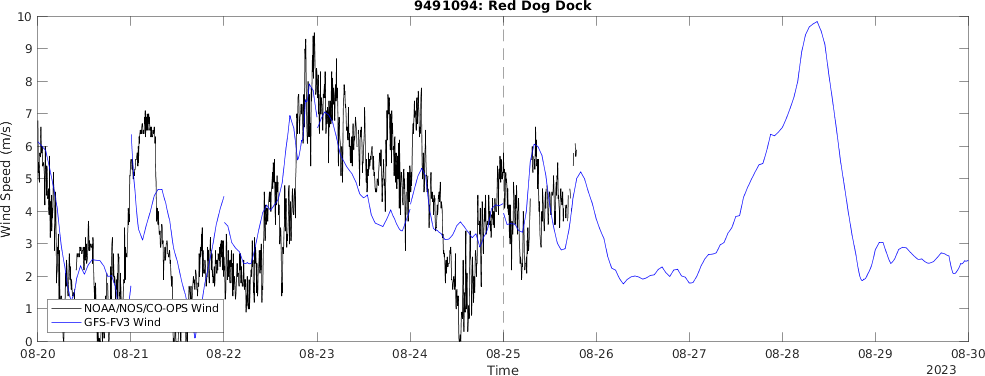 9491094: Red Dog Dock
10
9
8
7
6
5
4
3
2
1
0
Wind Speed (m/s)
NOAA/NOS/CO-OPS Wind
GFS-FV3 Wind
08-20 08-21 08-22 08-23 08-24 08-25 08-26 08-27 08-28 08-29 08-30
Time
2023